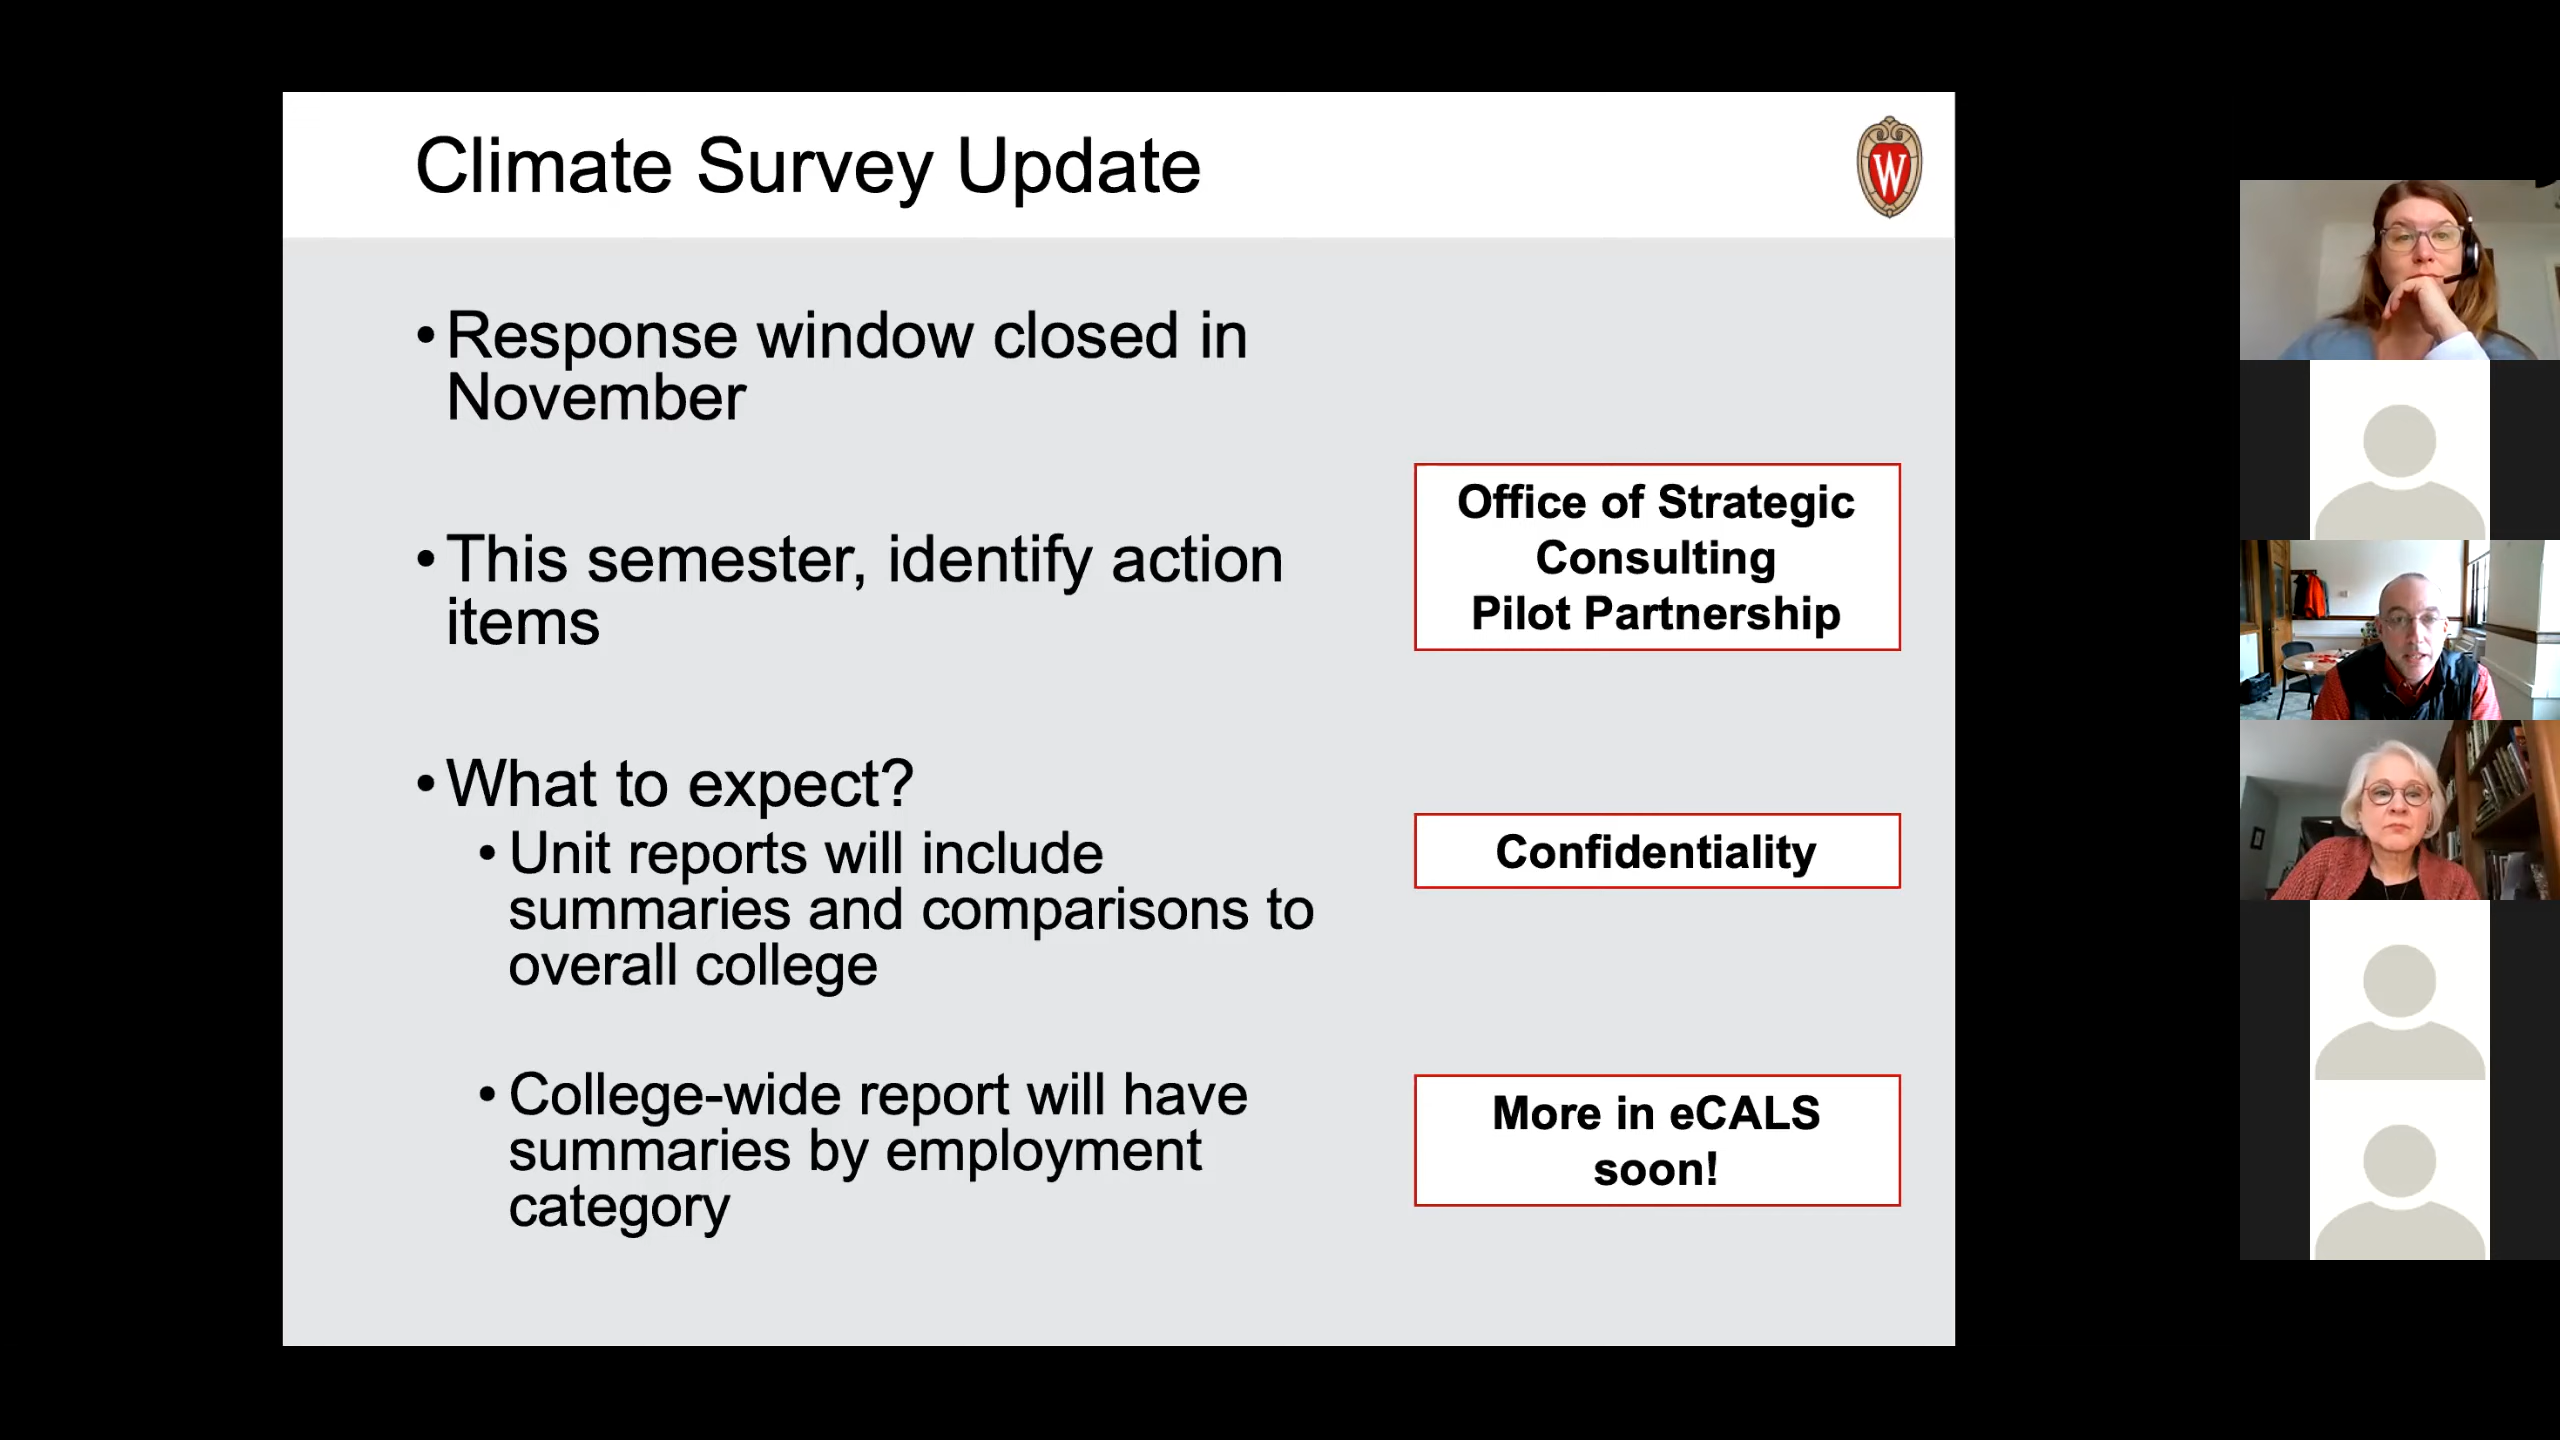 Climate Survey Update
W
• Response window closed in
November
• This semester, identify action
items
Office of Strategic
Consulting
Pilot Partnership
• What to expect?
• Unit reports will include
summaries and comparisons to
overall college
Confidentiality
• College-wide report will have
summaries by employment
category
More in eCALS
soon!